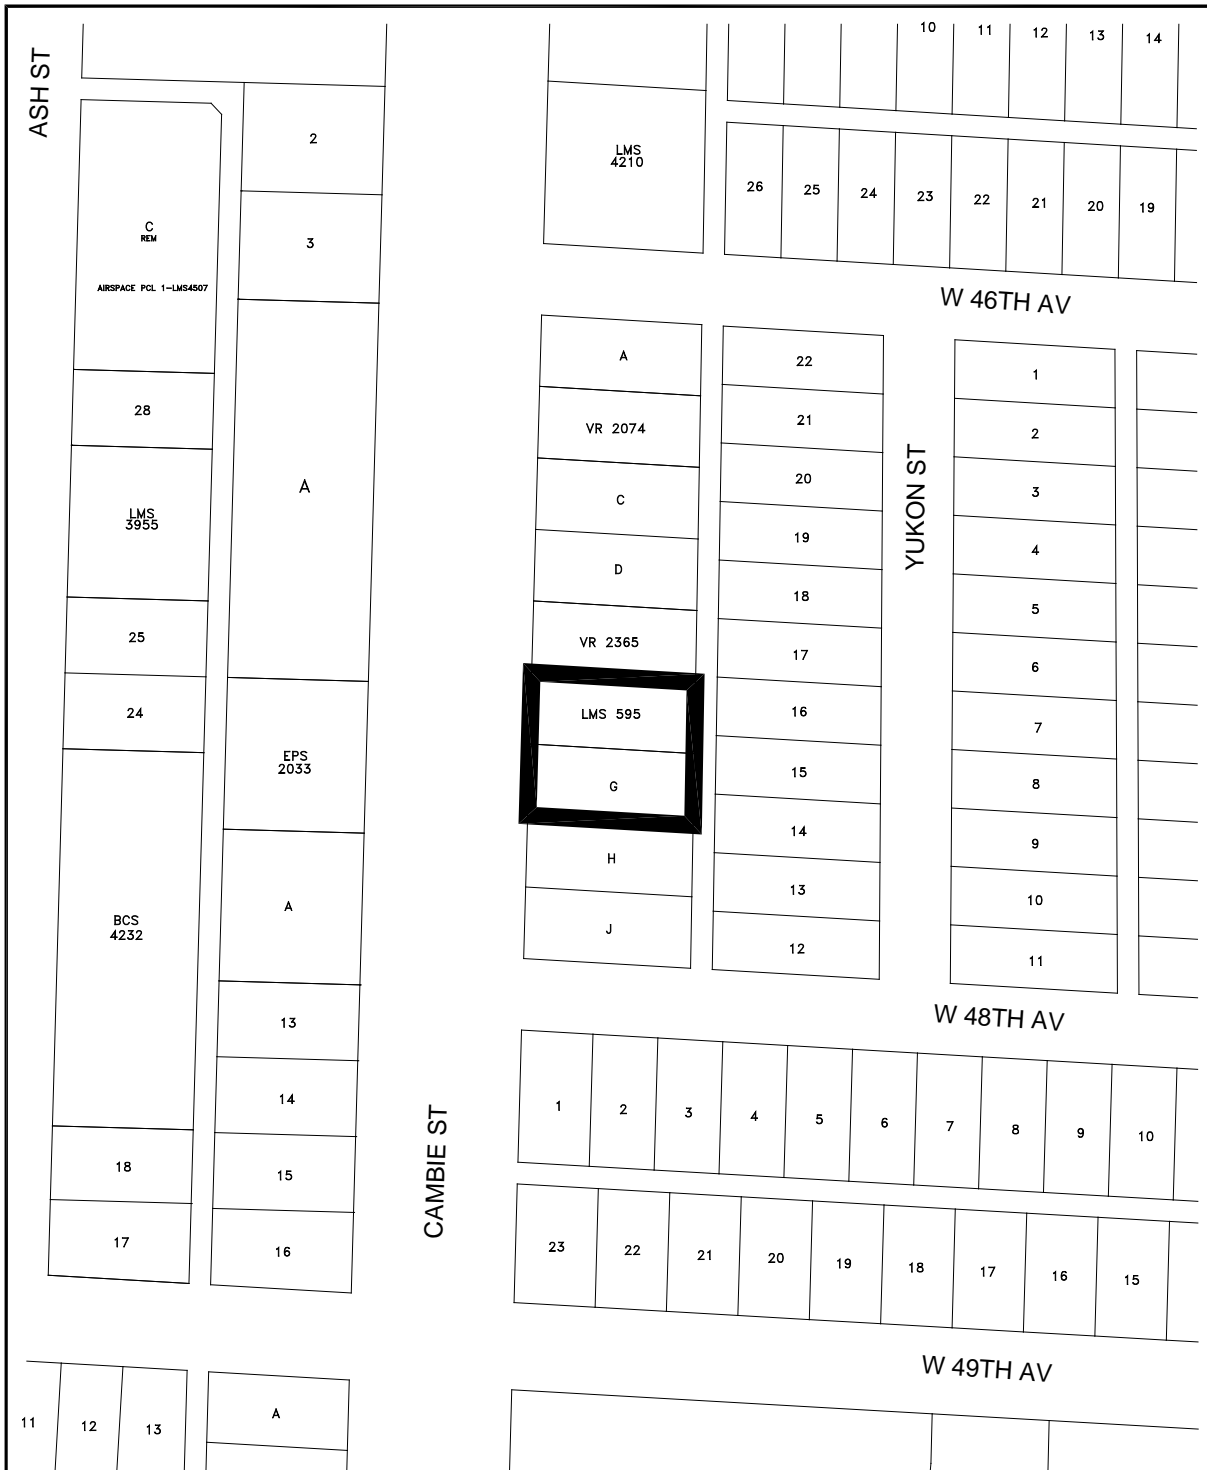 ASH ST
2
3
C
REM
AIRSPACE PCL 1-LMS4507
28
LMS
3955
25
24
BCS
4232
18
17
A
EPS
2033
A
13
14
15
16
CAMBIE ST
LMS
4210
10
11
12
13
14
26
25
24
23
22
21
20
19
W 46TH AV
A
VR 2074
C
D
VR 2365
LMS 595
G
H
J
22
21
20
19
18
17
16
15
14
13
12
YUKON ST
1
2
3
4
5
6
7
8
9
10
11
W 48TH AV
1
2
3
4
5
6
7
8
9
10
23
22
21
20
19
18
17
16
15
W 49TH AV
11
12
13
A